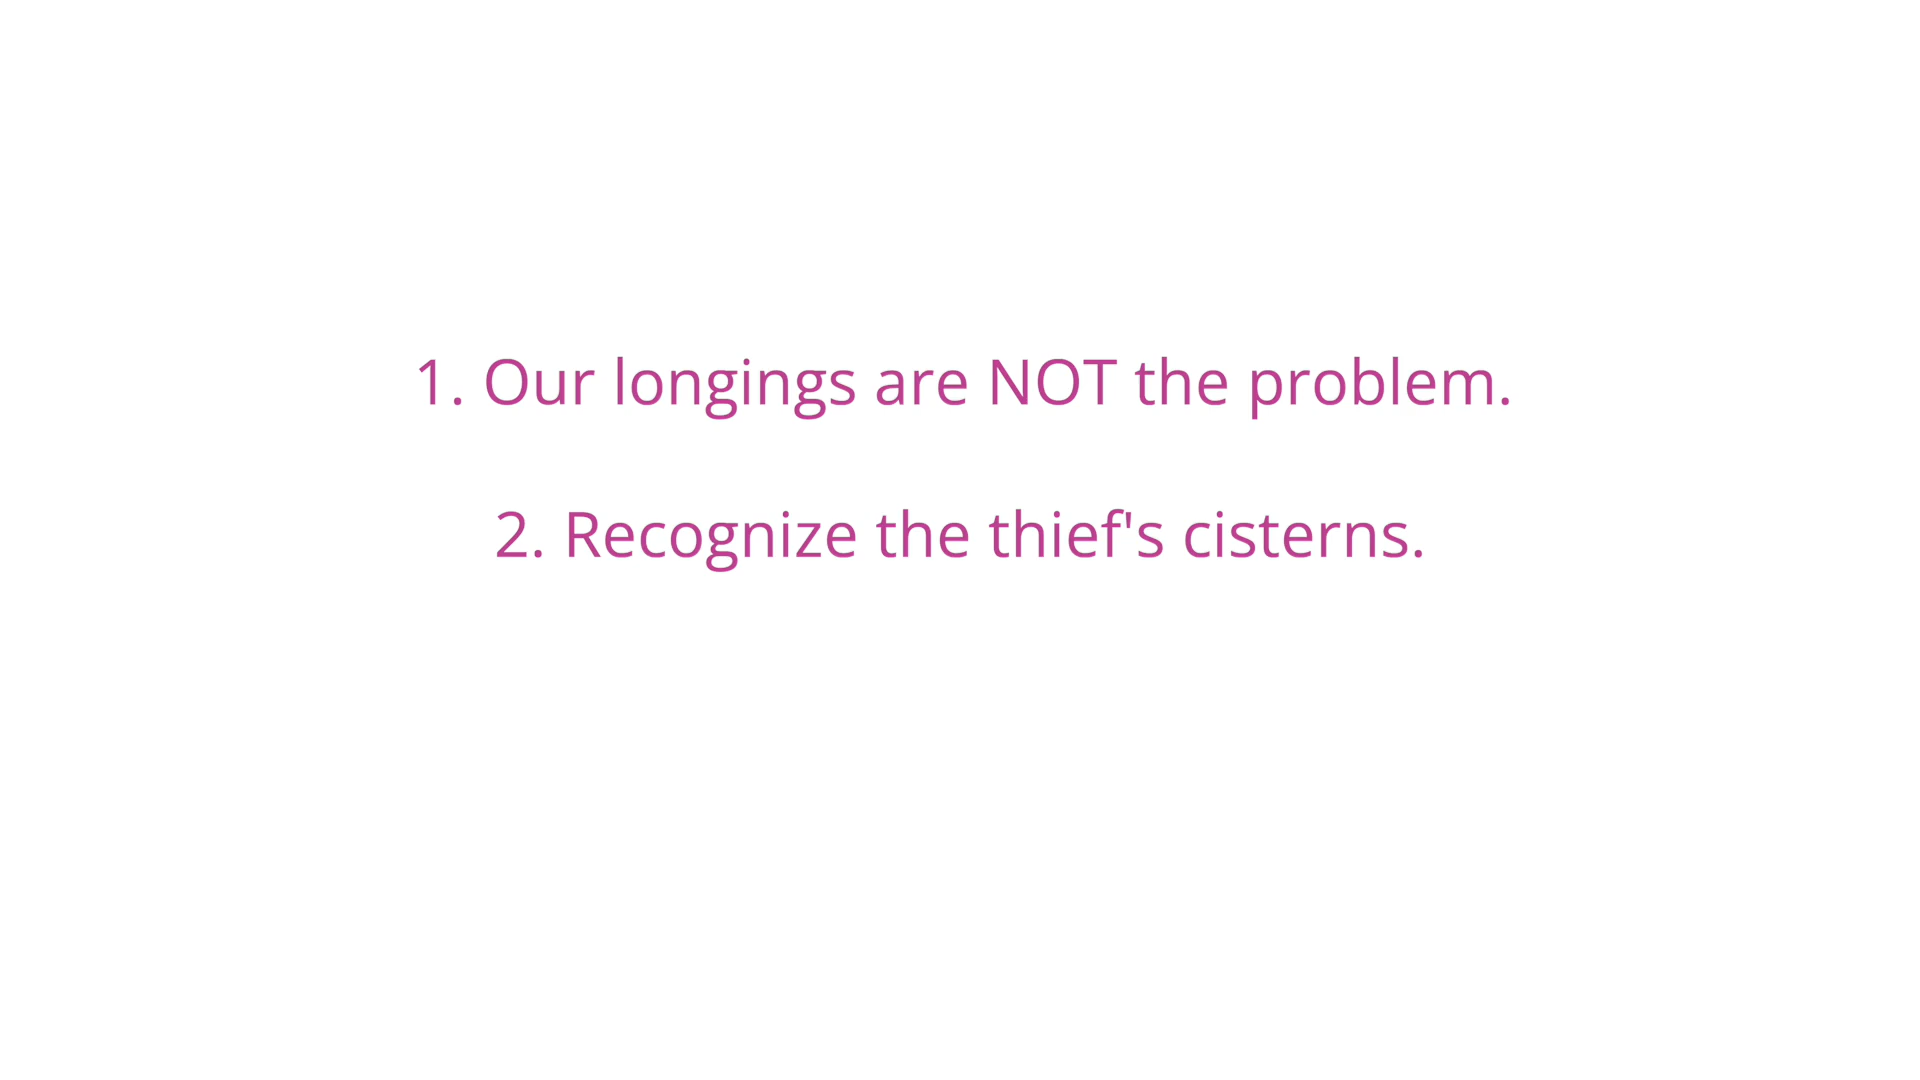 1. Our longings are NOT the problem.
2. Recognize the thief's cisterns.